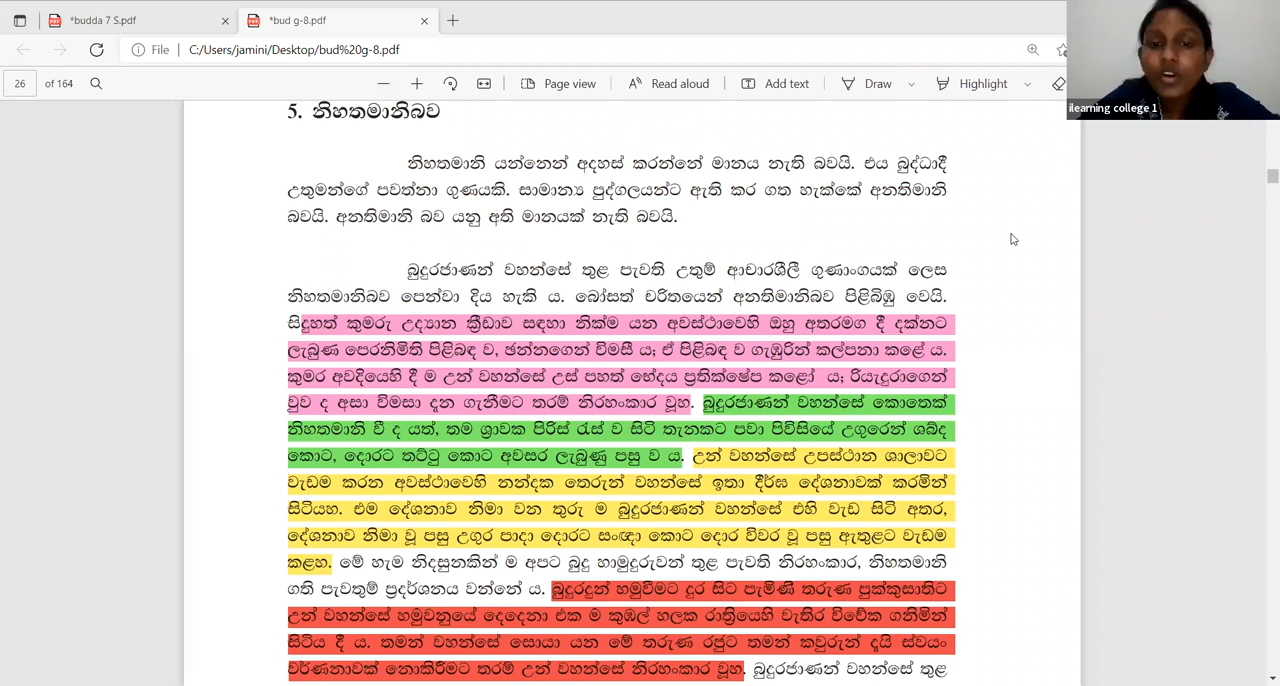 *budda 7 S.pdf
*bud g-8.pdf
File C:/Users/jamini/Desktop/bud%20g-8.pdf
26 of 164 Page view Read aloud Add text Draw Highlight
ilearning college 1
5. නිහතමානිබව
නිහතමානි යන්නෙන් අදහස් කරන්නේ මානය නැති බවයි. එය බුද්ධාදී
උතුමන්ගේ පවත්නා ගුණයකි. සාමාන්‍ය පුද්ගලයන්ට ඇති කර ගත හැක්කේ අනතිමානි
බවයි. අනතිමානි බව යනු අති මානයක් නැති බවයි.
බුදුරජාණන් වහන්සේ තුළ පැවති උතුම් ආචාරශීලී ගුණාංගයක් ලෙස
නිහතමානිබව පෙන්වා දිය හැකි ය. බෝසත් චරිතයෙන් අනතිමානිබව පිළිබිඹු වෙයි.
සිදුහත් කුමරු උද්‍යාන ක්‍රීඩාව සඳහා නික්ම යන අවස්ථාවෙහි ඔහු අතරමග දී දක්නට
ලැබුණ පෙරනිමිති පිළිබඳ ව, ඡන්නගෙන් විමසී ය; ඒ පිළිබඳ ව ගැඹුරින් කල්පනා කළේ ය.
කුමර අවදියෙහි දී ම උන් වහන්සේ උස් පහත් භේදය ප්‍රතික්ෂේප කළෝ ය; රියැදුරාගෙන්
වුව ද අසා විමසා දැන ගැනීමට තරම් නිරහංකාර වූහ. බුදුරජාණන් වහන්සේ කොතෙක්
නිහතමානි වී ද යත්, තම ශ්‍රාවක පිරිස් රැස් ව සිටි තැනකට පවා පිවිසියේ උගුරෙන් ශබ්ද
කොට, දොරට තට්ටු කොට අවසර ලැබුණු පසු ව ය. උන් වහන්සේ උපස්ථාන ශාලාවට
වැඩම කරන අවස්ථාවෙහි නන්දක තෙරුන් වහන්සේ ඉතා දීර්ඝ දේශනාවක් කරමින්
සිටියහ. එම දේශනාව නිමා වන තුරු ම බුදුරජාණන් වහන්සේ එහි වැඩ සිටි අතර,
දේශනාව නිමා වූ පසු උගුර පාදා දොරට සංඥා කොට දොර විවර වූ පසු ඇතුළට වැඩම
කළහ. මේ හැම නිදසුනකින් ම අපට බුදු හාමුදුරුවන් තුළ පැවති නිරහංකාර, නිහතමානි
ගති පැවතුම් ප්‍රදර්ශනය වන්නේ ය. බුදුරදුන් හමුවීමට දුර සිට පැමිණි තරුණ පුක්කුසාතිට
උන් වහන්සේ හමුවනුයේ දෙදෙනා එක ම කුඹල් හලක රාත්‍රියෙහි වැතිර විවේක ගනිමින්
සිටිය දී ය. තමන් වහන්සේ සොයා යන මේ තරුණ රජුට තමන් කවුරුන් දැයි ස්වයං
වර්ණනාවක් නොකිරීමට තරම් උන් වහන්සේ නිරහංකාර වූහ. බුදුරජාණන් වහන්සේ තුළ